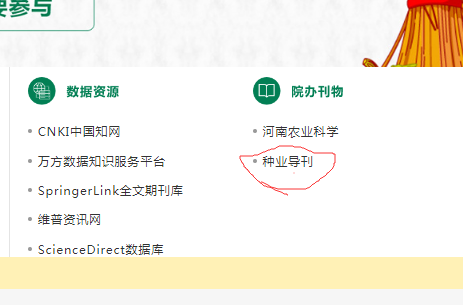 要参与
数据资源
CNKI中国知网
万方数据知识服务平台
SpringerLink全文期刊库
维普资讯网
ScienceDirect数据库
院办刊物
河南农业科学
种业导刊